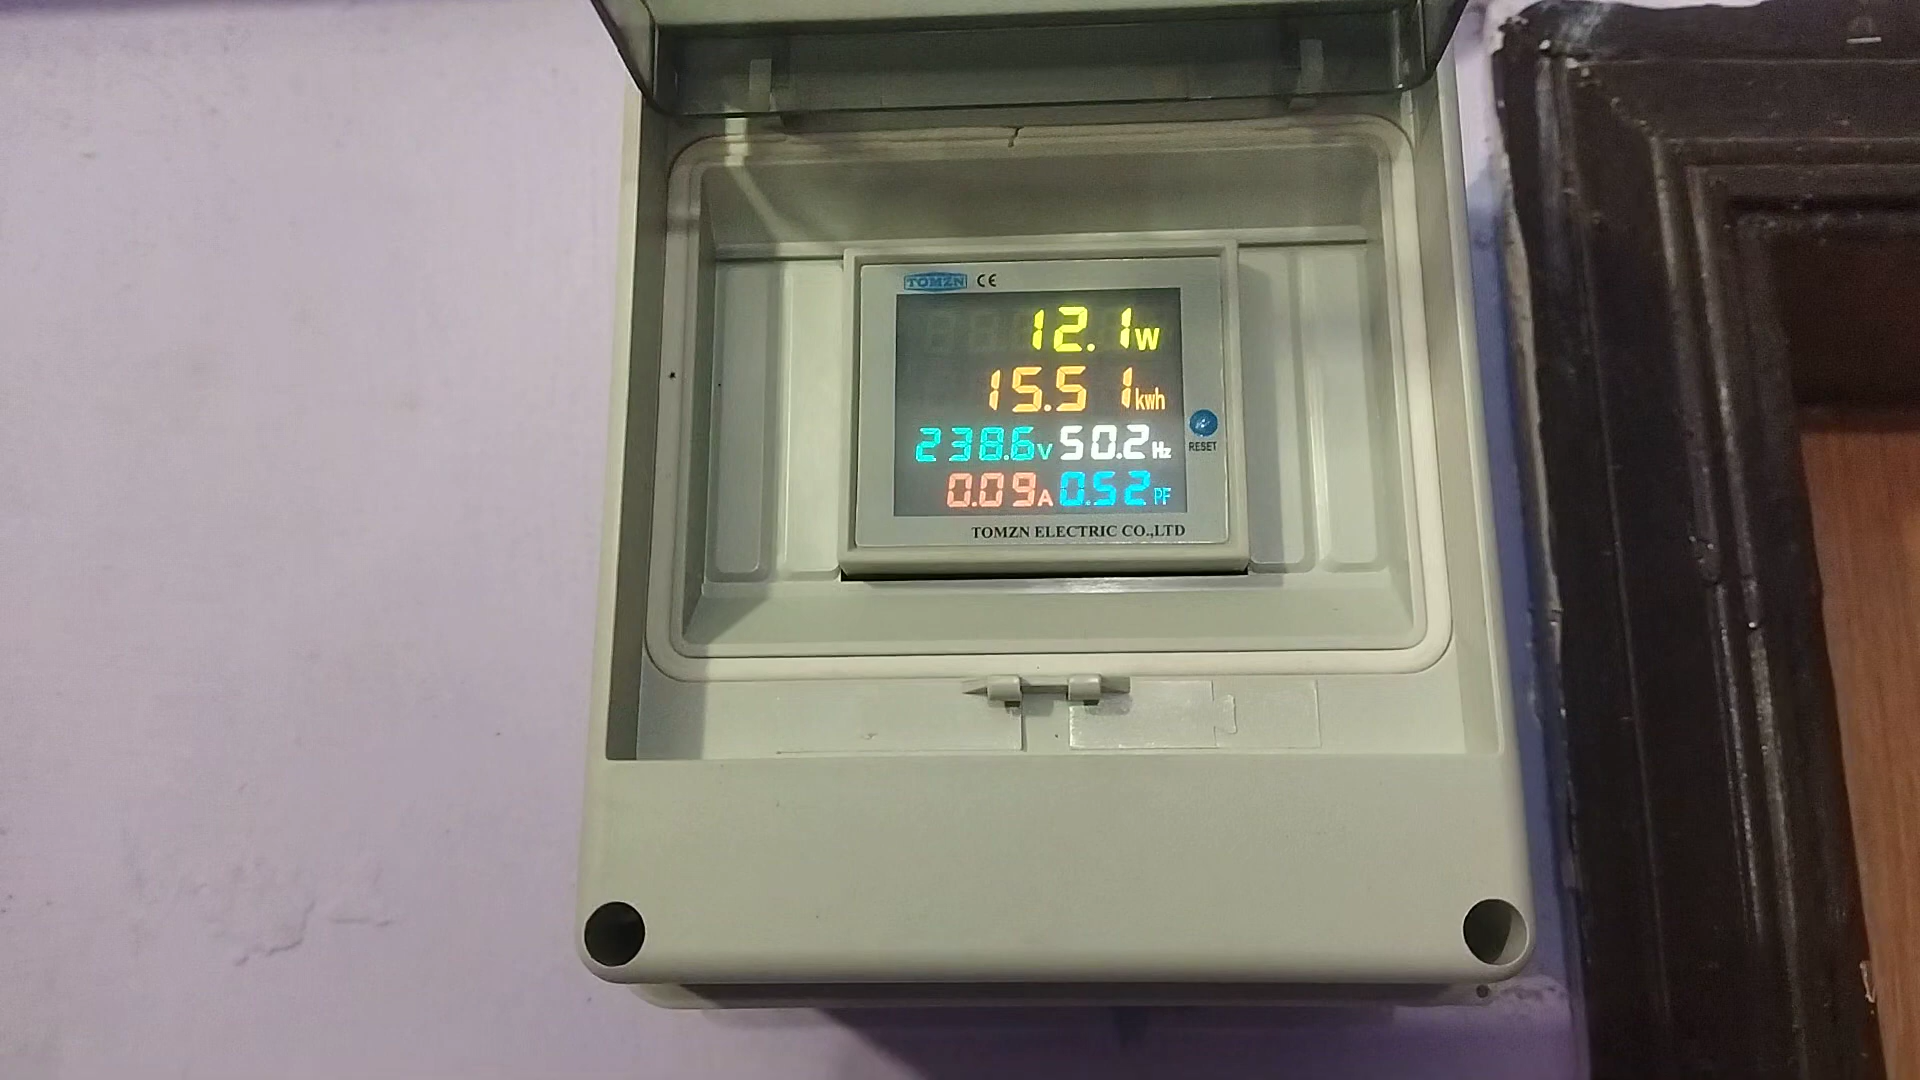 TOMZN CE
12.1W
15.51kwh
238.6V 50.2Hz
RESET
0.09A 0.52PF
TOMZN ELECTRIC CO.,LTD